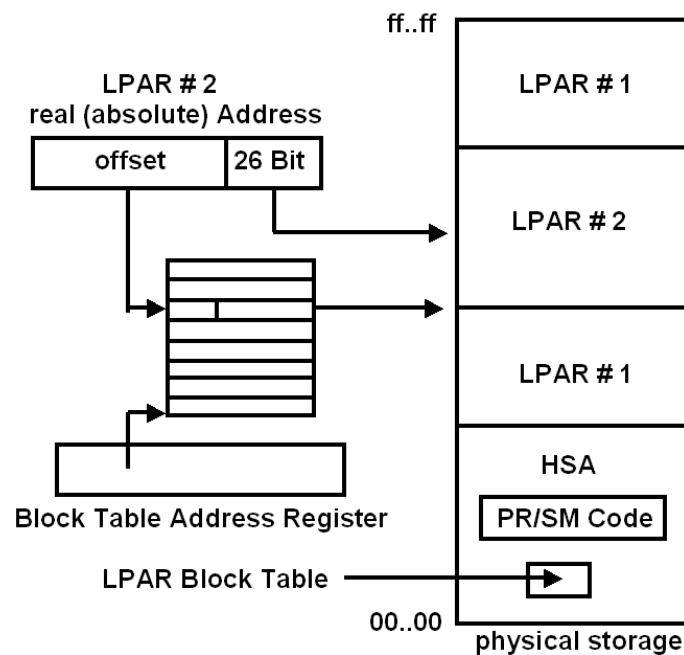 ff..ff
LPAR # 2
real (absolute) Address
offset
26 Bit
LPAR # 1
LPAR # 2
LPAR # 1
HSA
PR/SM Code
Block Table Address Register
LPAR Block Table
00..00
physical storage